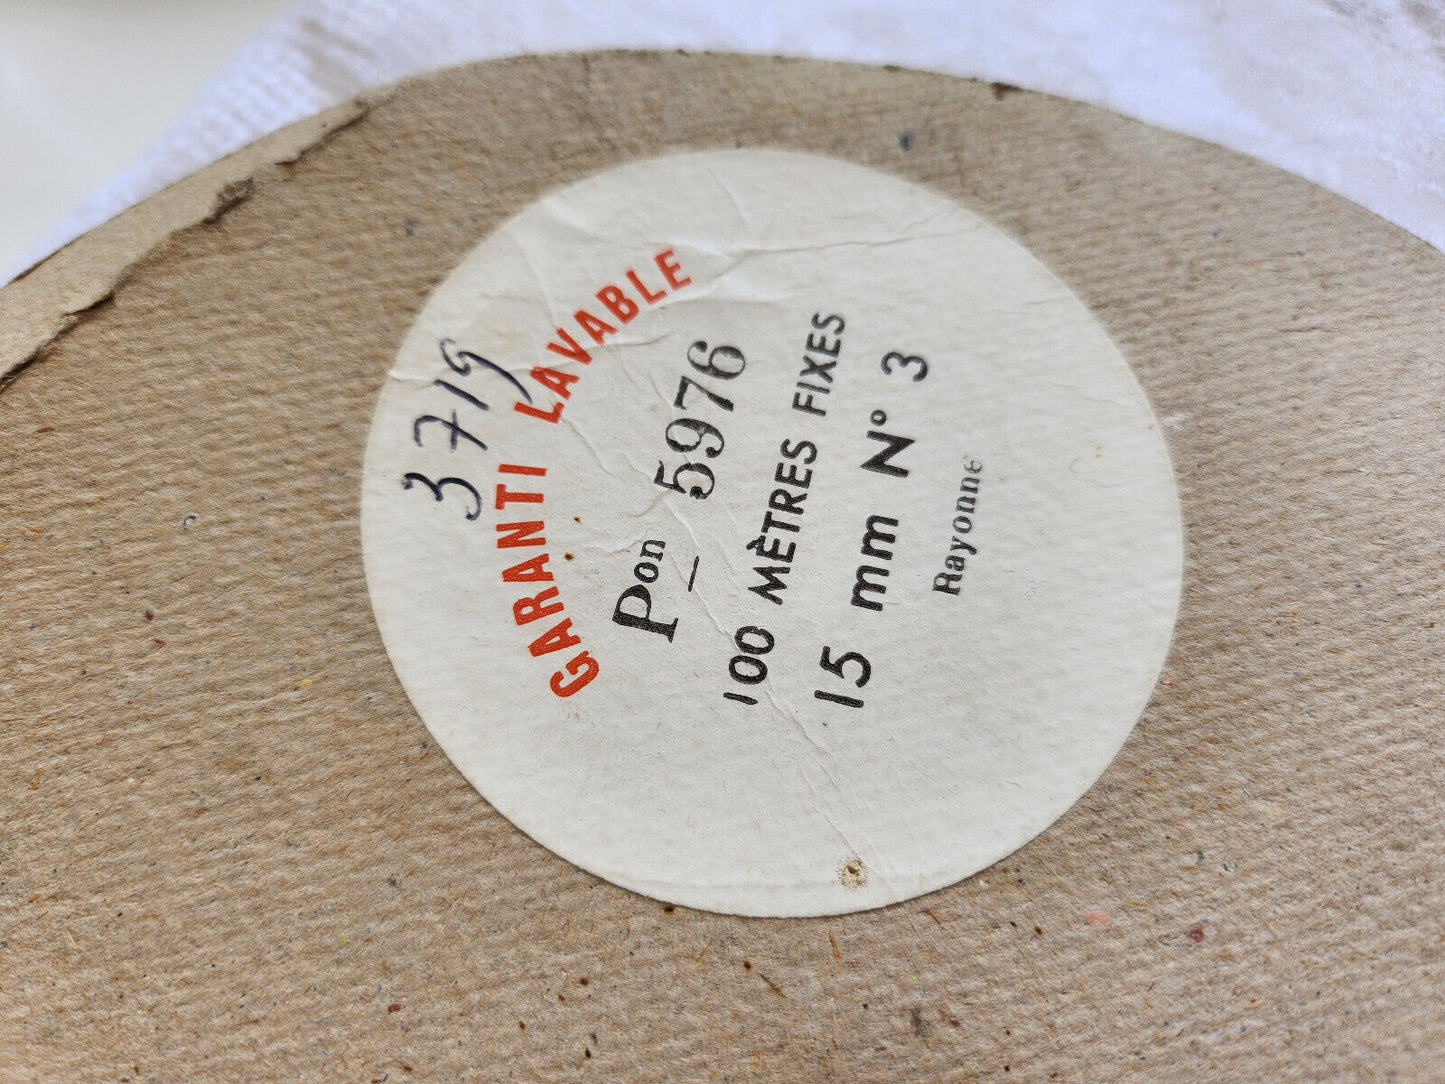 3719
GARANTI LAVABLE
Pon 5976
100 MÈTRES FIXES
15 mm N° 3
Rayonne